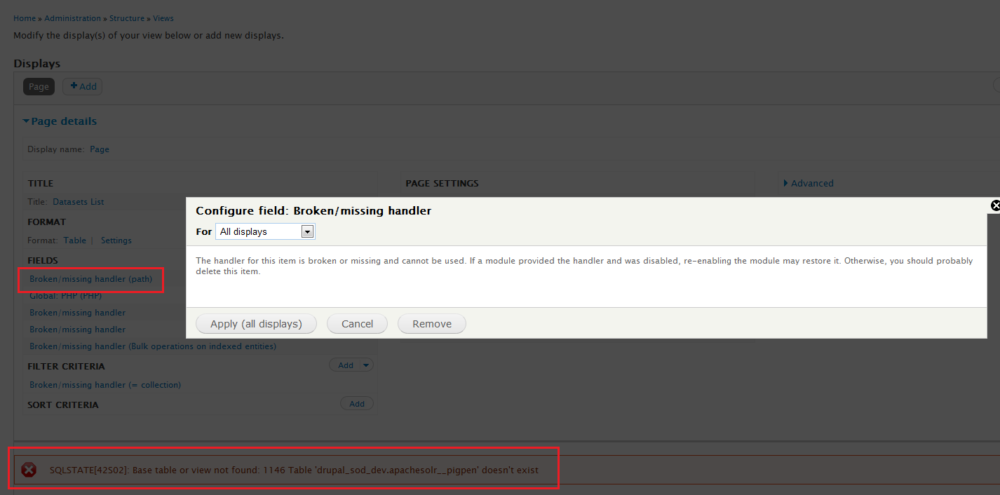 Home » Administration » Structure » Views
Modify the display(s) of your view below or add new displays.
Displays
Page
Add
Page details
Display name: Page
TITLE
Title: Datasets List
FORMAT
Format: Table | Settings
FIELDS
Broken/missing handler (path)
Global: PHP (PHP)
Broken/missing handler
Broken/missing handler
Broken/missing handler (Bulk operations on indexed entities)
FILTER CRITERIA
Add
Broken/missing handler (= collection)
SORT CRITERIA
Add
PAGE SETTINGS
Advanced
Configure field: Broken/missing handler
For All displays
The handler for this item is broken or missing and cannot be used. If a module provided the handler and was disabled, re-enabling the module may restore it. Otherwise, you should probably
delete this item.
Apply (all displays)
Cancel
Remove
SQLSTATE[42S02]: Base table or view not found: 1146 Table 'drupal_sod_dev.apachesolr__pigpen' doesn't exist